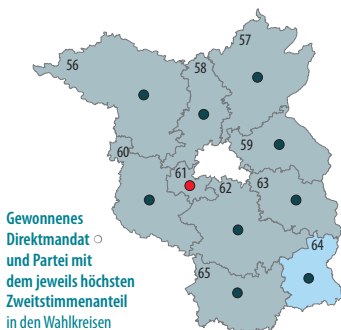 57
56
58
59
60
61
62
63
64
65
Gewonnenes
Direktmandat
und Partei mit
dem jeweils höchsten
Zweitstimmenanteil
in den Wahlkreisen